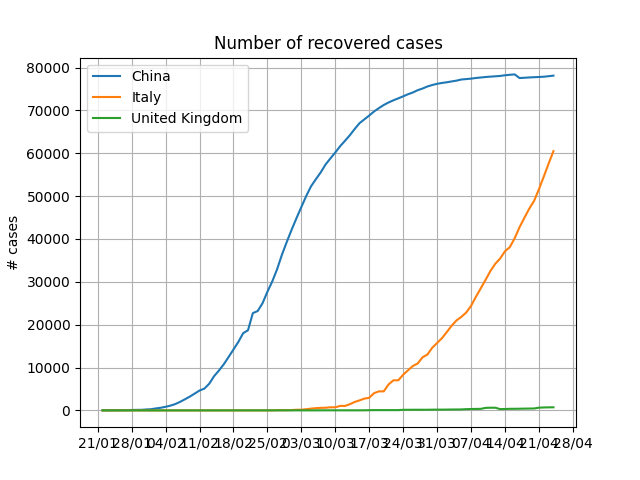 Number of recovered cases
China
Italy
United Kingdom
# cases
80000
70000
60000
50000
40000
30000
20000
10000
0
21/01 28/01 04/02 11/02 18/02 25/02 03/03 10/03 17/03 24/03 31/03 07/04 14/04 21/04 28/04